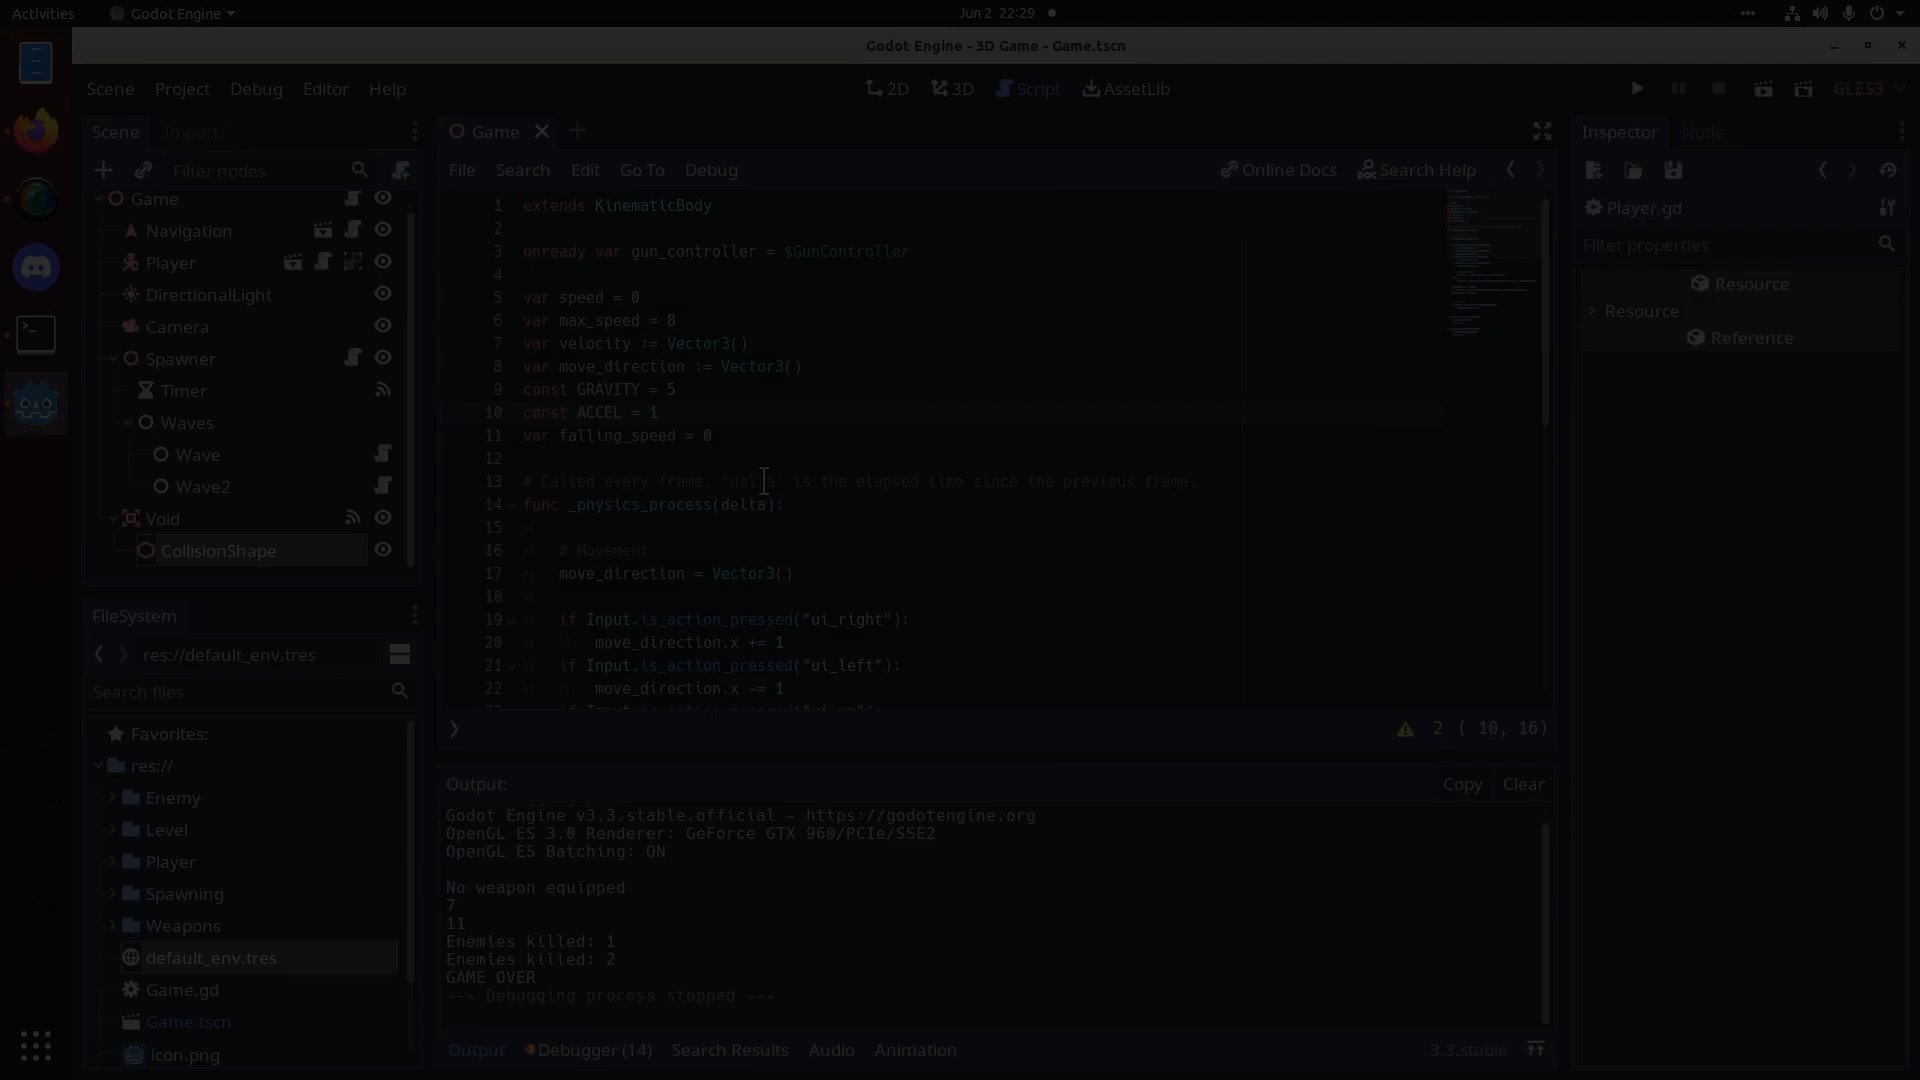 Activities
Godot Engine
Jun 2 22:29
Godot Engine - 3D Game - Game.tscn
Scene Project Debug Editor Help
2D 3D Script AssetLib
GLES3
Scene Import
Filter nodes
Game
Navigation
Player
DirectionalLight
Camera
Spawner
Timer
Waves
Wave
Wave2
Void
CollisionShape
FileSystem
res://default_env.tres
Search files
Favorites:
res://
Enemy
Level
Player
Spawning
Weapons
default_env.tres
Game.gd
Game.tscn
icon.png
Game
File Search Edit Go To Debug
Online Docs Search Help
1 extends KinematicBody
2
3 onready var gun_controller = $GunController
4
5 var speed = 0
6 var max_speed = 8
7 var velocity := Vector3()
8 var move_direction := Vector3()
9 const GRAVITY = 5
10 const ACCEL = 1
11 var falling_speed = 0
12
13 # Called every frame. 'delta' is the elapsed time since the previous frame.
14 func _physics_process(delta):
15
16 # Movement
17 move_direction = Vector3()
18
19 if Input.is_action_pressed("ui_right"):
20 move_direction.x += 1
21 if Input.is_action_pressed("ui_left"):
22 move_direction.x -= 1
2 ( 10, 16)
Output:
Copy Clear
Godot Engine v3.3.stable.official - https://godotengine.org
OpenGL ES 3.0 Renderer: GeForce GTX 960/PCIe/SSE2
OpenGL ES Batching: ON
No weapon equipped
7
11
Enemies killed: 1
Enemies killed: 2
GAME OVER
--- Debugging process stopped ---
Output Debugger (14) Search Results Audio Animation
3.3.stable
Inspector Node
Player.gd
Filter properties
Resource
Resource
Reference